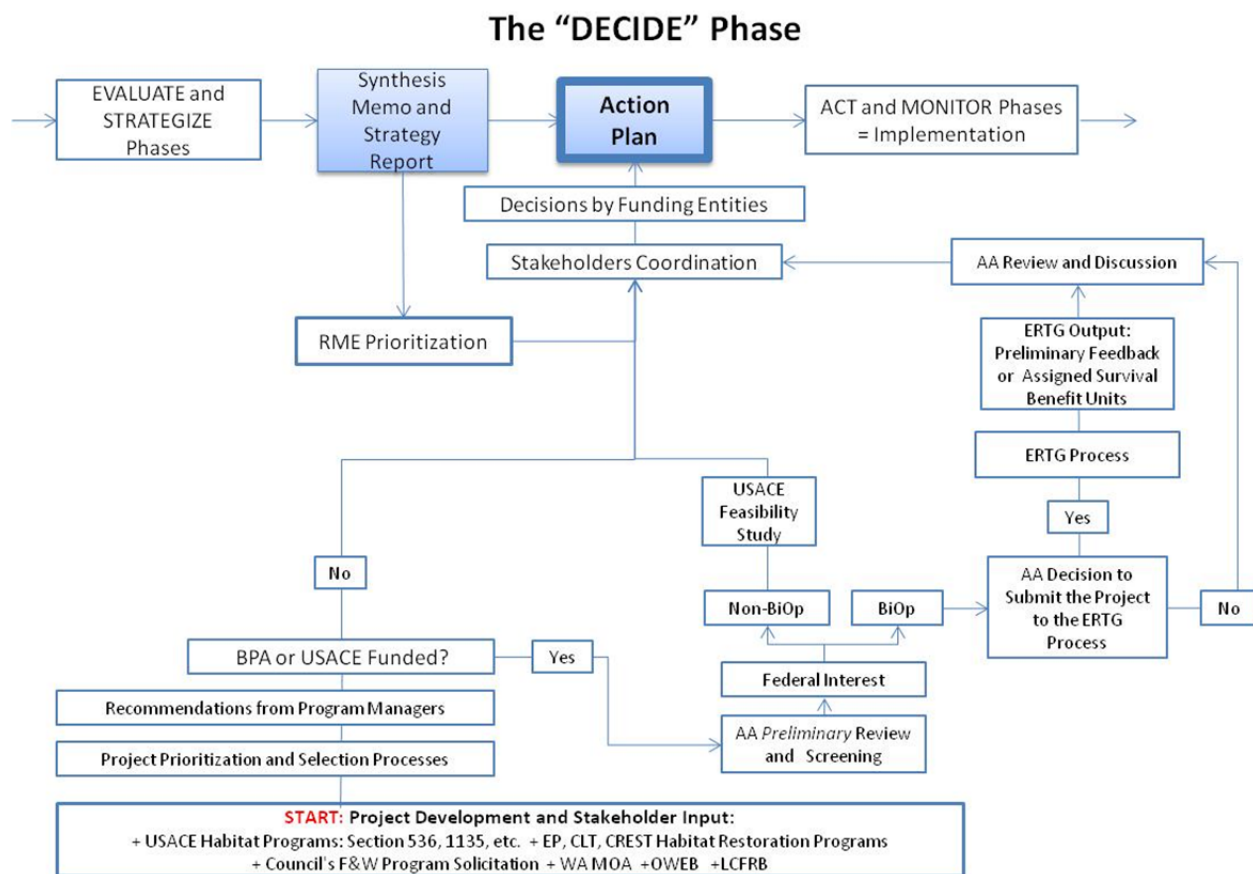 The “DECIDE” Phase
EVALUATE and
STRATEGIZE
Phases
Synthesis
Memo and
Strategy
Report
Action
Plan
ACT and MONITOR Phases
= Implementation
Decisions by Funding Entities
Stakeholders Coordination
AA Review and Discussion
RME Prioritization
ERTG Output:
Preliminary Feedback
or Assigned Survival
Benefit Units
ERTG Process
Yes
USACE
Feasibility
Study
No
Non-BiOp
BiOp
AA Decision to
Submit the Project
to the ERTG
Process
No
BPA or USACE Funded?
Yes
Federal Interest
Recommendations from Program Managers
AA Preliminary Review
and Screening
Project Prioritization and Selection Processes
START: Project Development and Stakeholder Input:
+ USACE Habitat Programs: Section 536, 1135, etc. + EP, CLT, CREST Habitat Restoration Programs
+ Council's F&W Program Solicitation + WA MOA +OWEB +LCFRB